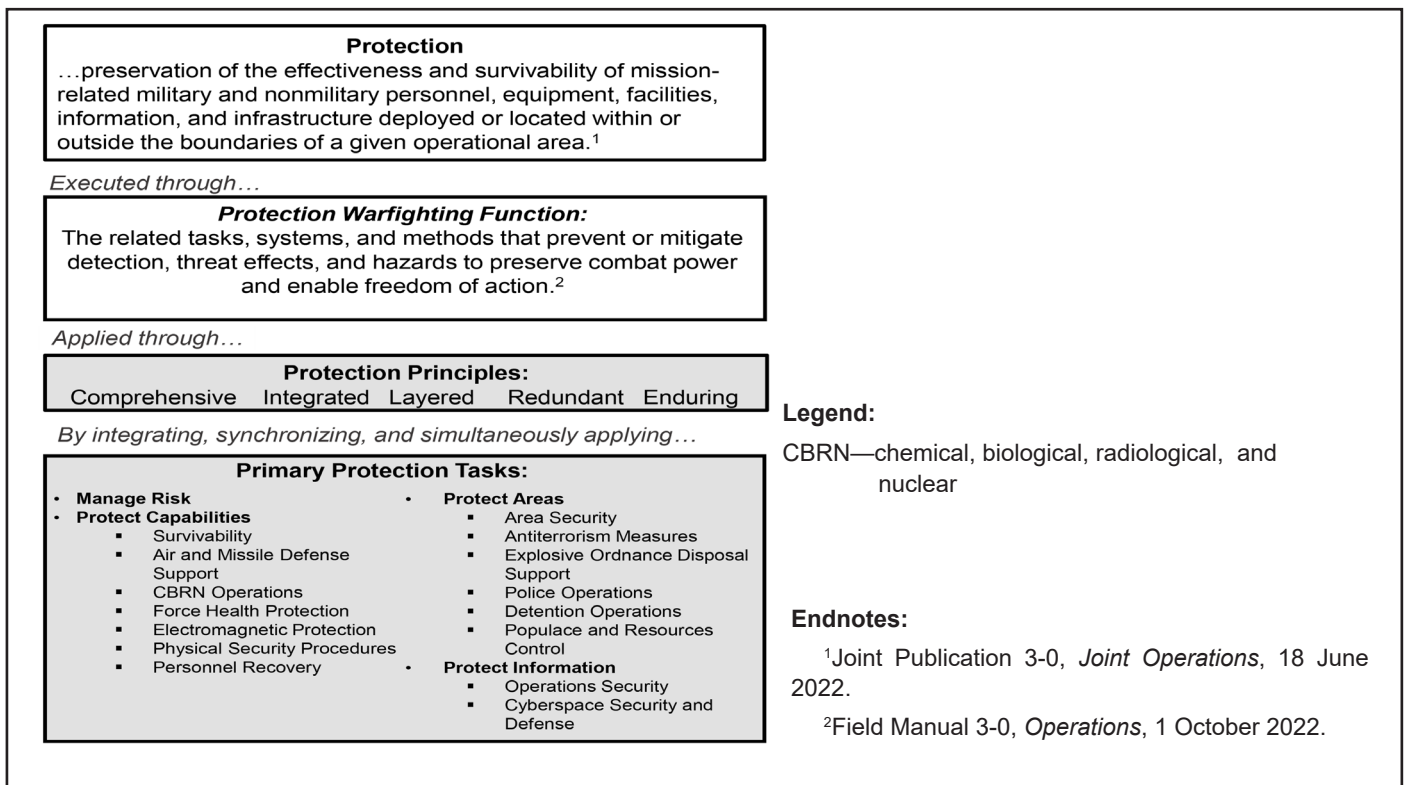 Protection
…preservation of the effectiveness and survivability of mission-
related military and nonmilitary personnel, equipment, facilities,
information, and infrastructure deployed or located within or
outside the boundaries of a given operational area.¹
Executed through…
Protection Warfighting Function:
The related tasks, systems, and methods that prevent or mitigate
detection, threat effects, and hazards to preserve combat power
and enable freedom of action.²
Applied through…
Protection Principles:
Comprehensive Integrated Layered Redundant Enduring
By integrating, synchronizing, and simultaneously applying…
Primary Protection Tasks:
• Manage Risk
• Protect Capabilities
▪ Survivability
▪ Air and Missile Defense
Support
▪ CBRN Operations
▪ Force Health Protection
▪ Electromagnetic Protection
▪ Physical Security Procedures
▪ Personnel Recovery
• Protect Areas
▪ Area Security
▪ Antiterrorism Measures
▪ Explosive Ordnance Disposal
Support
▪ Police Operations
▪ Detention Operations
▪ Populace and Resources
Control
• Protect Information
▪ Operations Security
▪ Cyberspace Security and
Defense
Legend:
CBRN—chemical, biological, radiological, and
nuclear
Endnotes:
¹Joint Publication 3-0, Joint Operations, 18 June
2022.
²Field Manual 3-0, Operations, 1 October 2022.